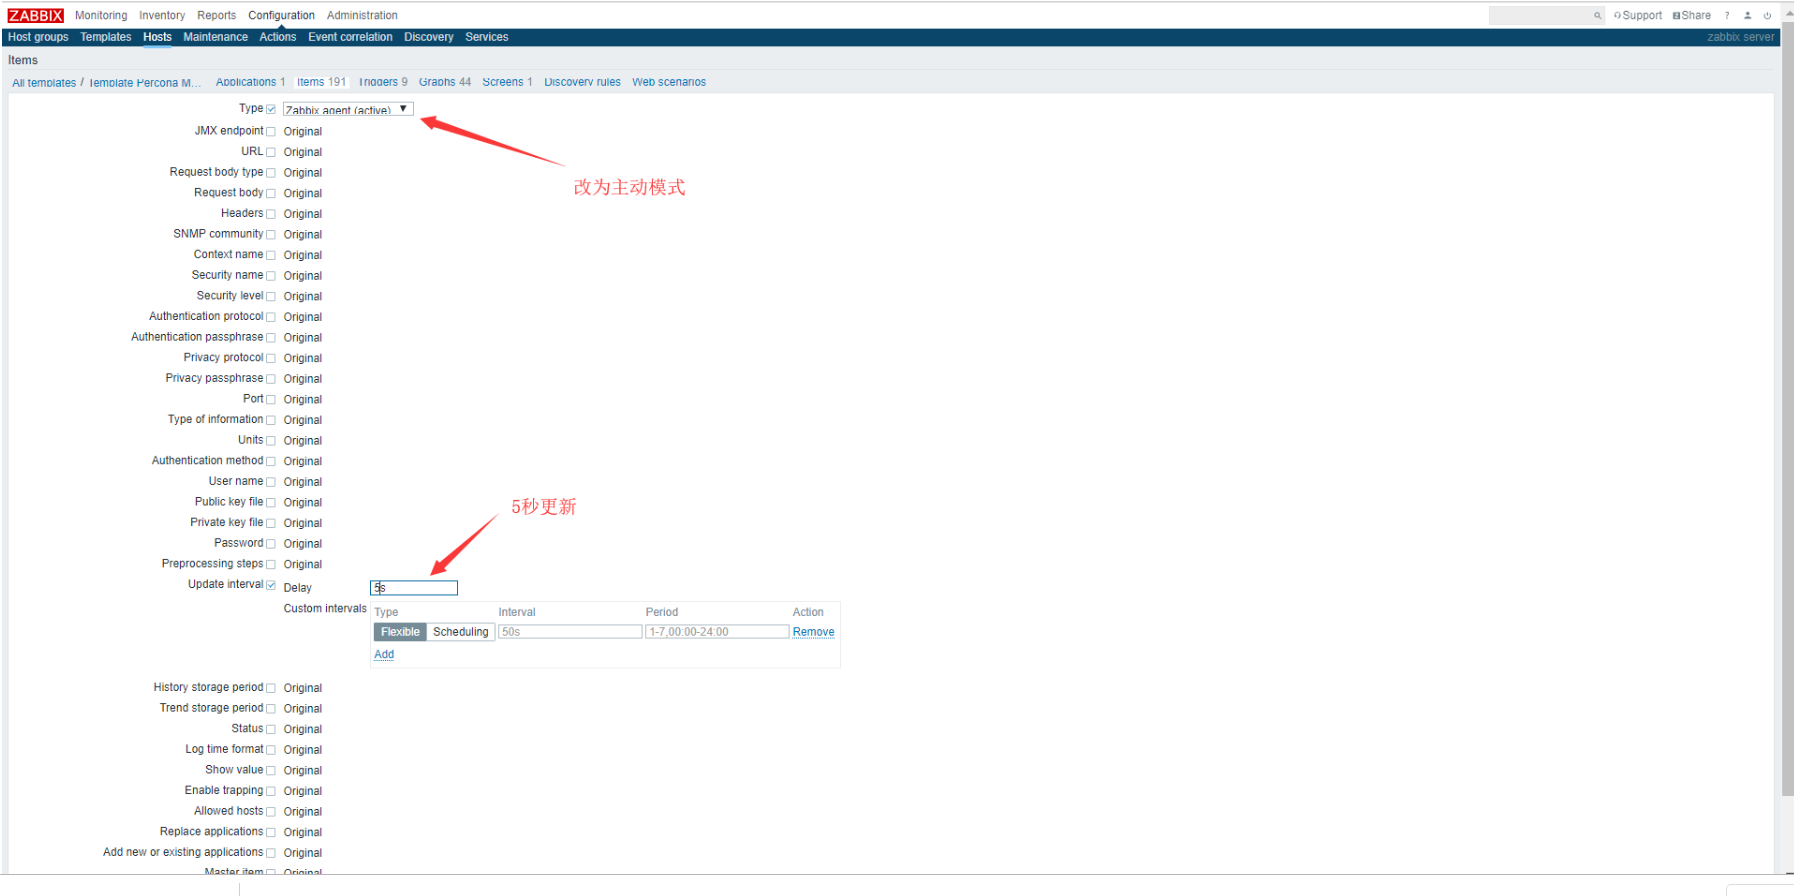 ZABBIX Monitoring Inventory Reports Configuration Administration Support Share ?
Host groups Templates Hosts Maintenance Actions Event correlation Discovery Services zabbix server
Items
All templates / Template Percona M... Applications 1 Items 191 Triggers 9 Graphs 44 Screens 1 Discovery rules Web scenarios
Type Zabbix agent (active)
JMX endpoint Original
URL Original
Request body type Original
改为主动模式
Request body Original
Headers Original
SNMP community Original
Context name Original
Security name Original
Security level Original
Authentication protocol Original
Authentication passphrase Original
Privacy protocol Original
Privacy passphrase Original
Port Original
Type of information Original
Units Original
Authentication method Original
User name Original
Public key file Original
5秒更新
Private key file Original
Password Original
Preprocessing steps Original
Update interval Delay 5s
Custom intervals Type Interval Period Action
Flexible Scheduling 50s 1-7,00:00-24:00 Remove
Add
History storage period Original
Trend storage period Original
Status Original
Log time format Original
Show value Original
Enable trapping Original
Allowed hosts Original
Replace applications Original
Add new or existing applications Original
Master item Original